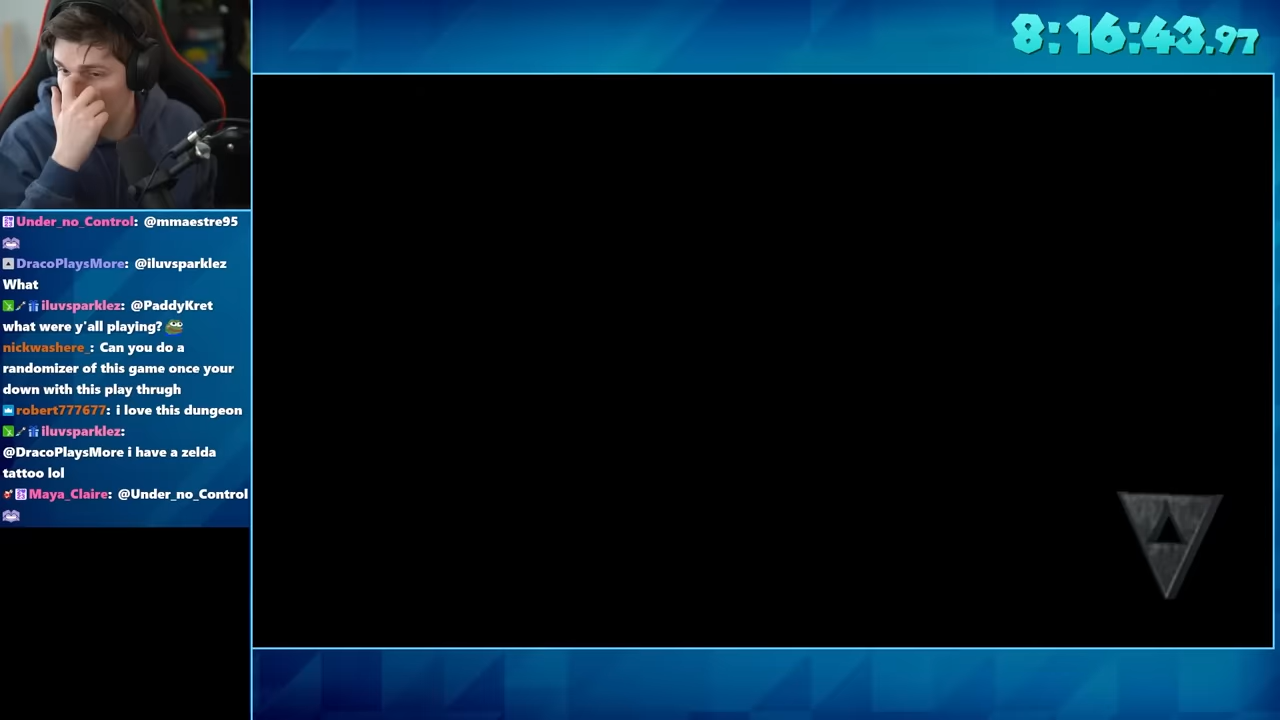 8:16:43.97
Under_no_Control: @mmaestre95
DracoPlaysMore: @iluvsparklez
What
iluvsparklez: @PaddyKret
what were y'all playing?
nickwashere_: Can you do a
randomizer of this game once your
down with this play thrugh
robert777677: i love this dungeon
iluvsparklez:
@DracoPlaysMore i have a zelda
tattoo lol
Maya_Claire: @Under_no_Control